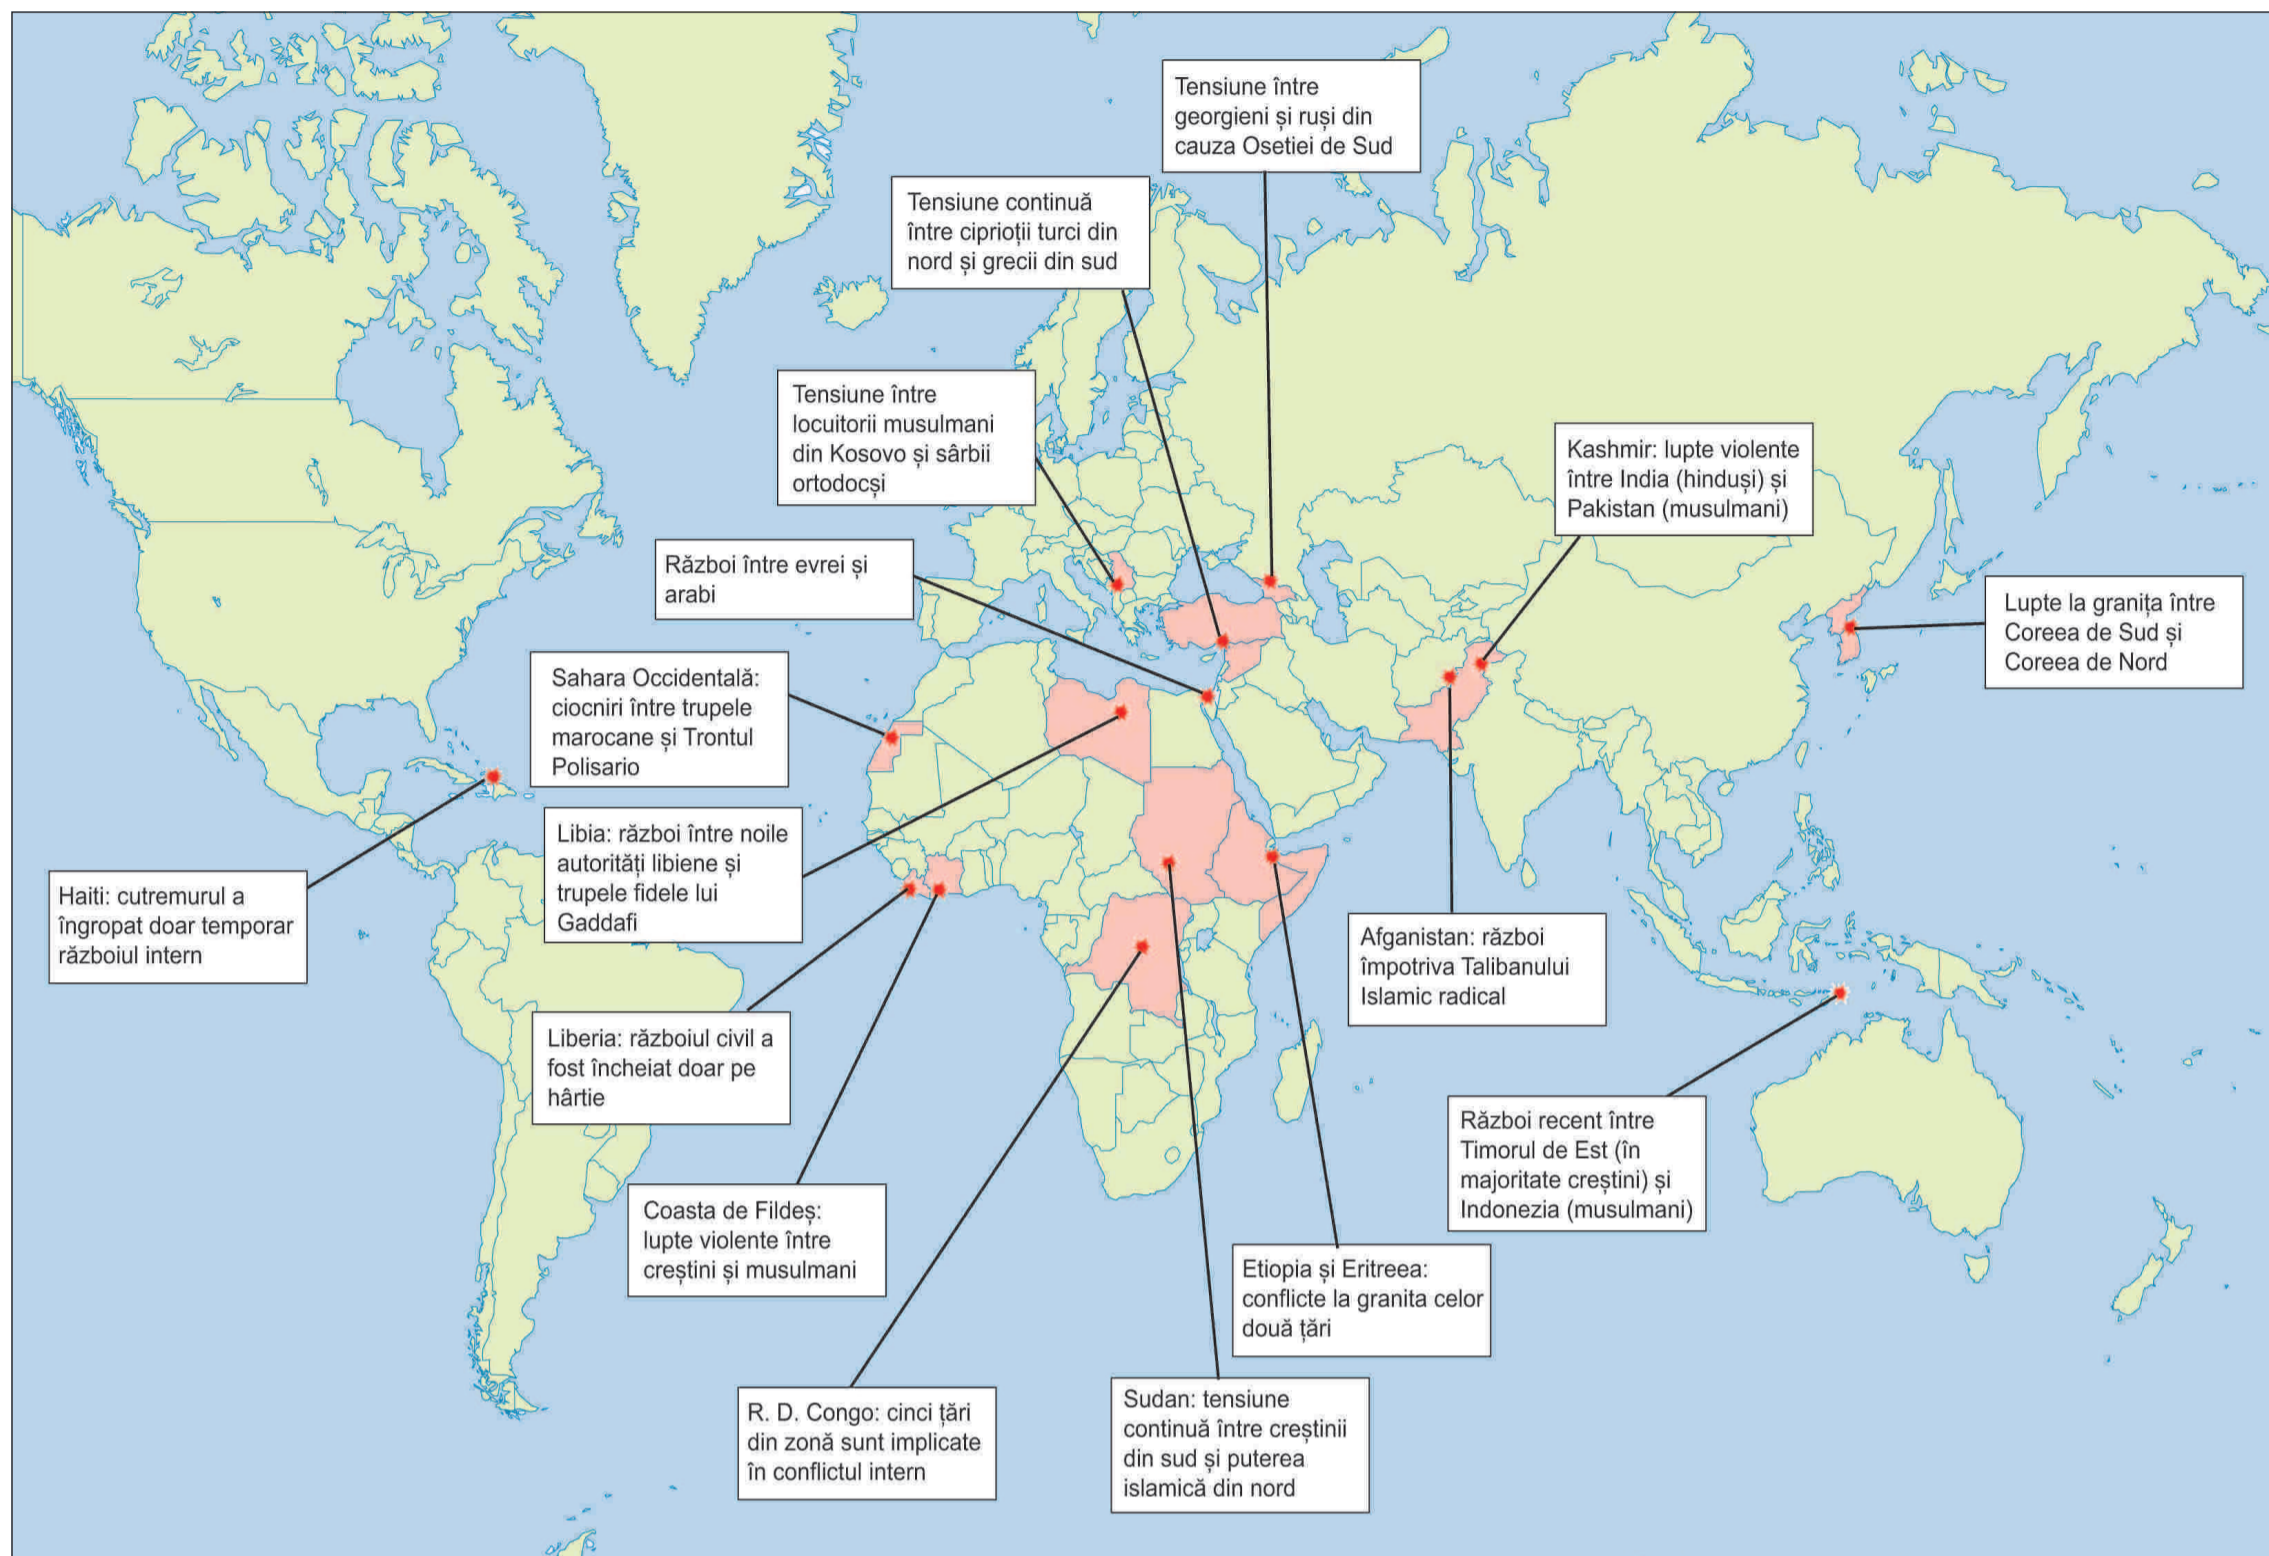 Tensiune între
georgieni și ruși din
cauza Osetiei de Sud
Tensiune continuă
între ciprioții turci din
nord și grecii din sud
Tensiune între
locuitorii musulmani
din Kosovo și sârbii
ortodocși
Kashmir: lupte violente
între India (hinduși) și
Pakistan (musulmani)
Război între evrei și
arabi
Lupte la granița între
Coreea de Sud și
Coreea de Nord
Sahara Occidentală:
ciocniri între trupele
marocane și Trontul
Polisario
Libia: război între noile
autorități libiene și
trupele fidele lui
Gaddafi
Haiti: cutremurul a
îngropat doar temporar
războiul intern
Afganistan: război
împotriva Talibanului
Islamic radical
Liberia: războiul civil a
fost încheiat doar pe
hârtie
Război recent între
Timorul de Est (în
majoritate creștini) și
Indonezia (musulmani)
Coasta de Fildeș:
lupte violente între
creștini și musulmani
Etiopia și Eritreea:
conflicte la granita celor
două țări
R. D. Congo: cinci țări
din zonă sunt implicate
în conflictul intern
Sudan: tensiune
continuă între creștinii
din sud și puterea
islamică din nord